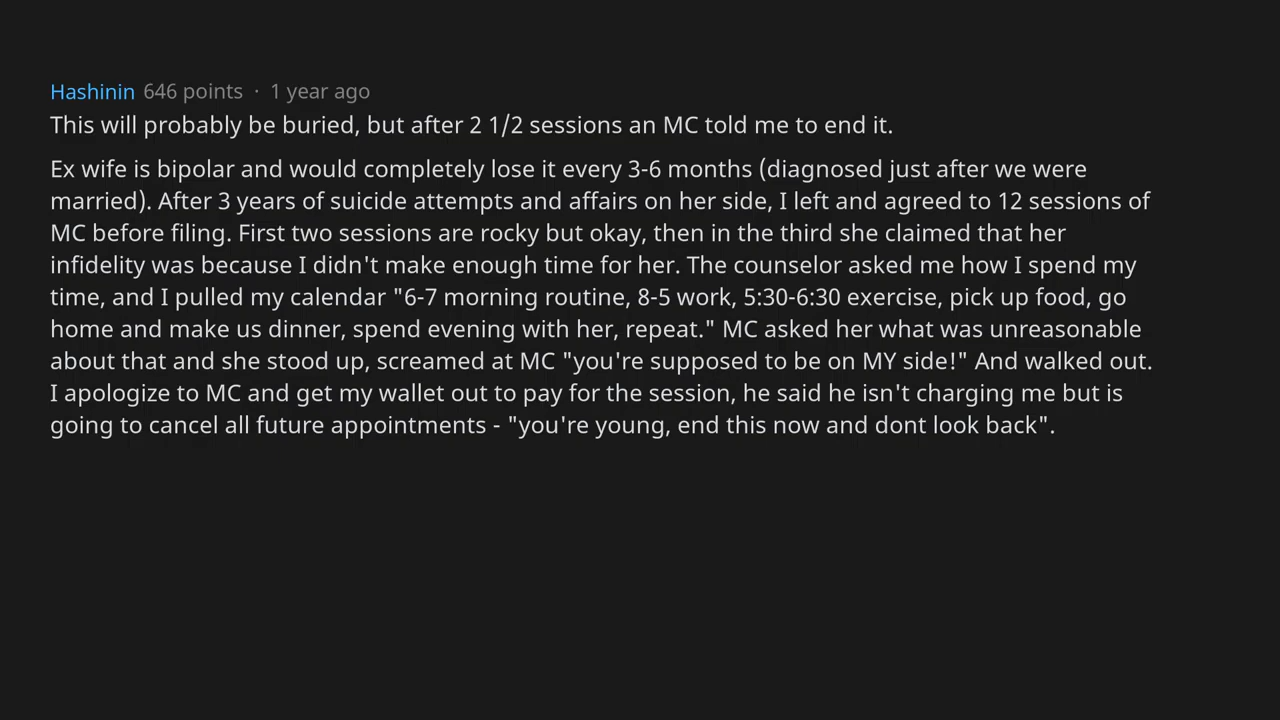 Hashinin 646 points · 1 year ago
This will probably be buried, but after 2 1/2 sessions an MC told me to end it.
Ex wife is bipolar and would completely lose it every 3-6 months (diagnosed just after we were
married). After 3 years of suicide attempts and affairs on her side, I left and agreed to 12 sessions of
MC before filing. First two sessions are rocky but okay, then in the third she claimed that her
infidelity was because I didn't make enough time for her. The counselor asked me how I spend my
time, and I pulled my calendar "6-7 morning routine, 8-5 work, 5:30-6:30 exercise, pick up food, go
home and make us dinner, spend evening with her, repeat." MC asked her what was unreasonable
about that and she stood up, screamed at MC "you're supposed to be on MY side!" And walked out.
I apologize to MC and get my wallet out to pay for the session, he said he isn't charging me but is
going to cancel all future appointments - "you're young, end this now and dont look back".